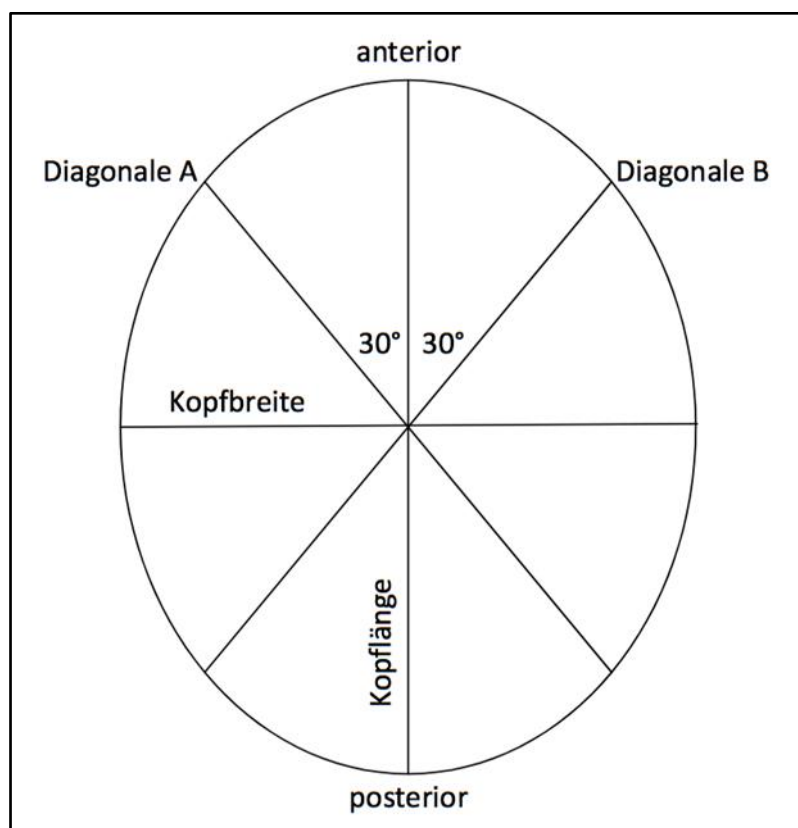 anterior
Diagonale A
Diagonale B
30°
30°
Kopfbreite
Kopflänge
posterior